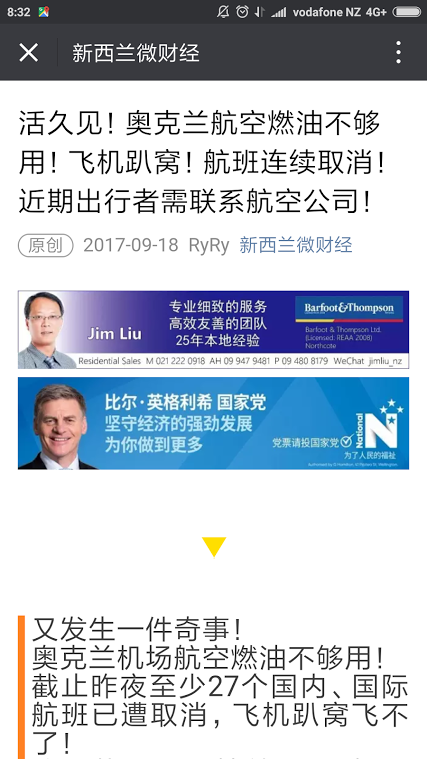 8:32
vodafone NZ 4G+
新西兰微财经
活久见！奥克兰航空燃油不够
用！飞机趴窝！航班连续取消！
近期出行者需联系航空公司！
原创 2017-09-18 RyRy 新西兰微财经
专业细致的服务
高效友善的团队
25年本地经验
Jim Liu
Barfoot&Thompson
Barfoot & Thompson Ltd.
(Licensed: REAA 2008)
Northcote
Residential Sales M 021 222 0918 AH 09 947 9481 P 09 480 8179 WeChat jimliu_nz
比尔·英格利希 国家党
坚守经济的强劲发展
为你做到更多
党票请投国家党
National
N
为了人民的福祉
又发生一件奇事！
奥克兰机场航空燃油不够用！
截止昨夜至少27个国内、国际
航班已遭取消，飞机趴窝飞不
了！